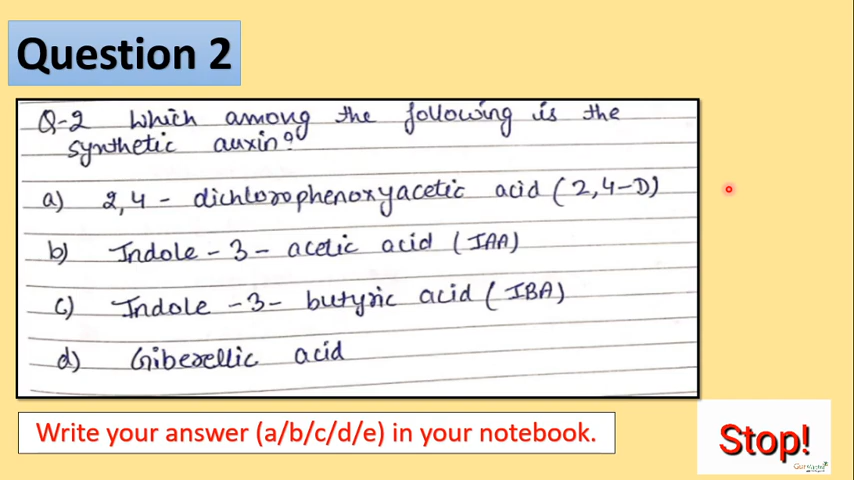 Question 2
Q-2 Which among the following is the
synthetic auxin?
a) 2,4 - dichlorophenoxyacetic acid (2,4-D)
b) Indole - 3 - acetic acid (IAA)
c) Indole - 3 - butyric acid (IBA)
d) Giberellic acid
Write your answer (a/b/c/d/e) in your notebook.
Stop!